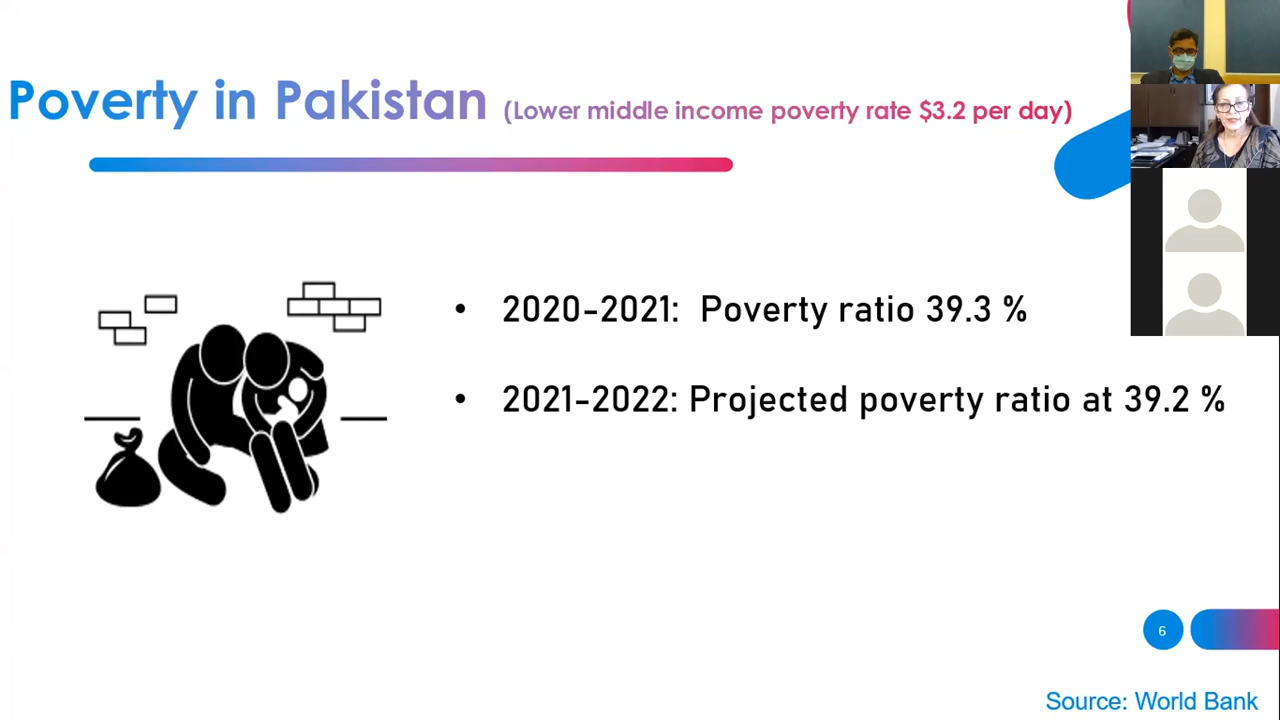 Poverty in Pakistan (Lower middle income poverty rate $3.2 per day)
• 2020-2021: Poverty ratio 39.3 %
• 2021-2022: Projected poverty ratio at 39.2 %
6
Source: World Bank